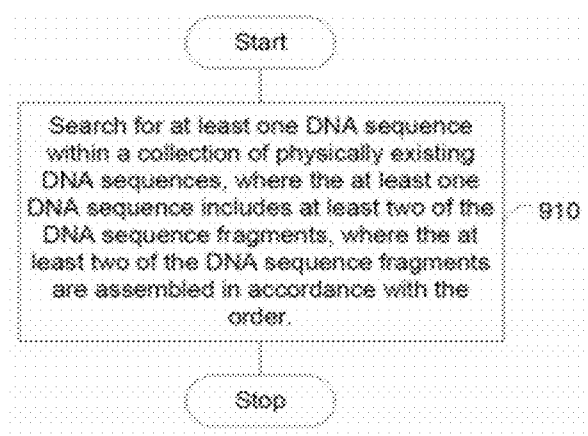 Start
Search for at least one DNA sequence
within a collection of physically existing
DNA sequences, where the at least one
DNA sequence includes at least two of the
DNA sequence fragments, where the at
least two of the DNA sequence fragments
are assembled in accordance with the
order.
910
Stop